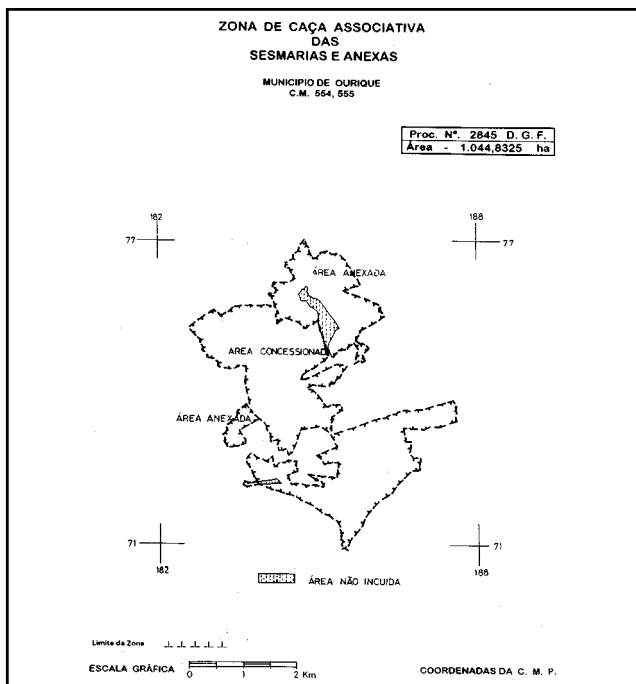 ZONA DE CAÇA ASSOCIATIVA
DAS
SESMARIAS E ANEXAS
MUNICIPIO DE OURIQUE
C.M. 554, 555
Proc. Nº. 2845 D. G. F.
Área - 1.044,8325 ha
182
188
77
77
ÁREA ANEXADA
ÁREA CONCESSIONADA
ÁREA ANEXADA
71
71
182
188
ÁREA NÃO INCUIDA
Limite da Zona
ESCALA GRÁFICA
0 1 2 Km
COORDENADAS DA C. M. P.